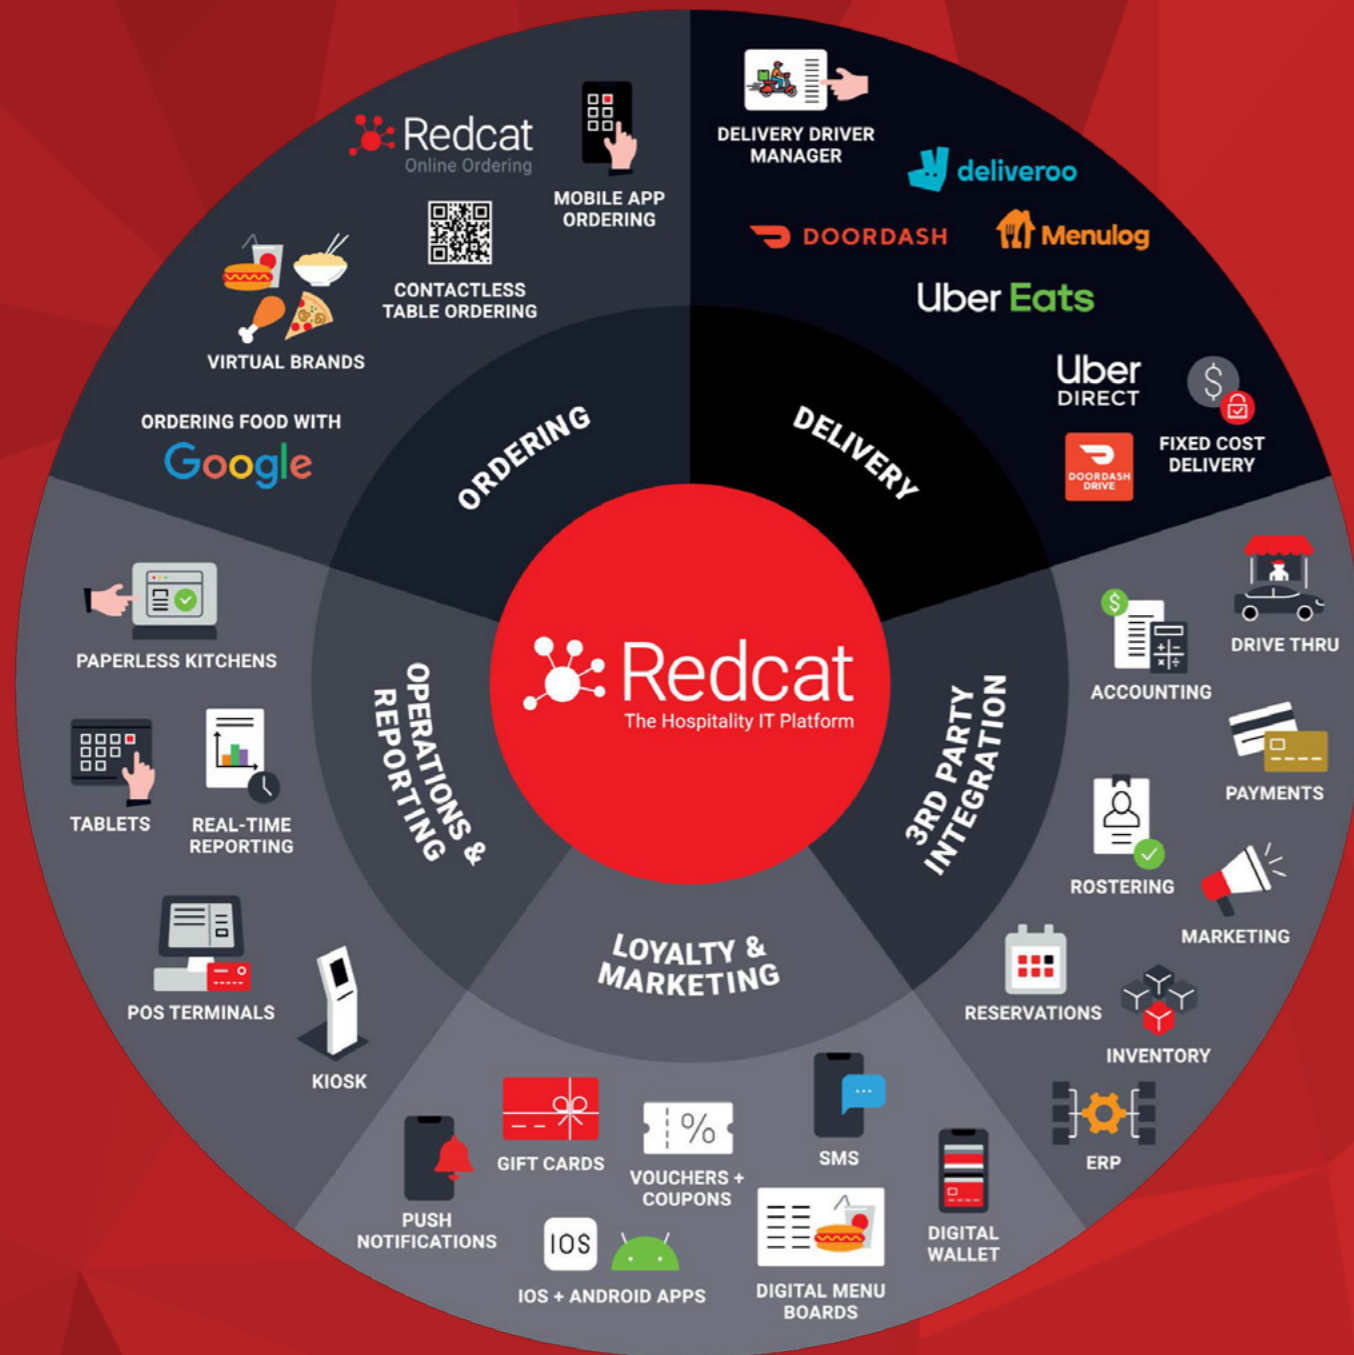 Redcat
Online Ordering
MOBILE APP
ORDERING
CONTACTLESS
TABLE ORDERING
VIRTUAL BRANDS
ORDERING FOOD WITH
Google
ORDERING
DELIVERY DRIVER
MANAGER
deliveroo
DOORDASH
Menulog
Uber Eats
Uber
DIRECT
DOORDASH
DRIVE
FIXED COST
DELIVERY
DELIVERY
Redcat
The Hospitality IT Platform
3RD PARTY
INTEGRATION
DRIVE THRU
ACCOUNTING
PAYMENTS
ROSTERING
MARKETING
RESERVATIONS
INVENTORY
ERP
LOYALTY &
MARKETING
SMS
GIFT CARDS
VOUCHERS +
COUPONS
PUSH
NOTIFICATIONS
IOS
IOS + ANDROID APPS
DIGITAL MENU
BOARDS
DIGITAL
WALLET
OPERATIONS &
REPORTING
PAPERLESS KITCHENS
TABLETS
REAL-TIME
REPORTING
POS TERMINALS
KIOSK